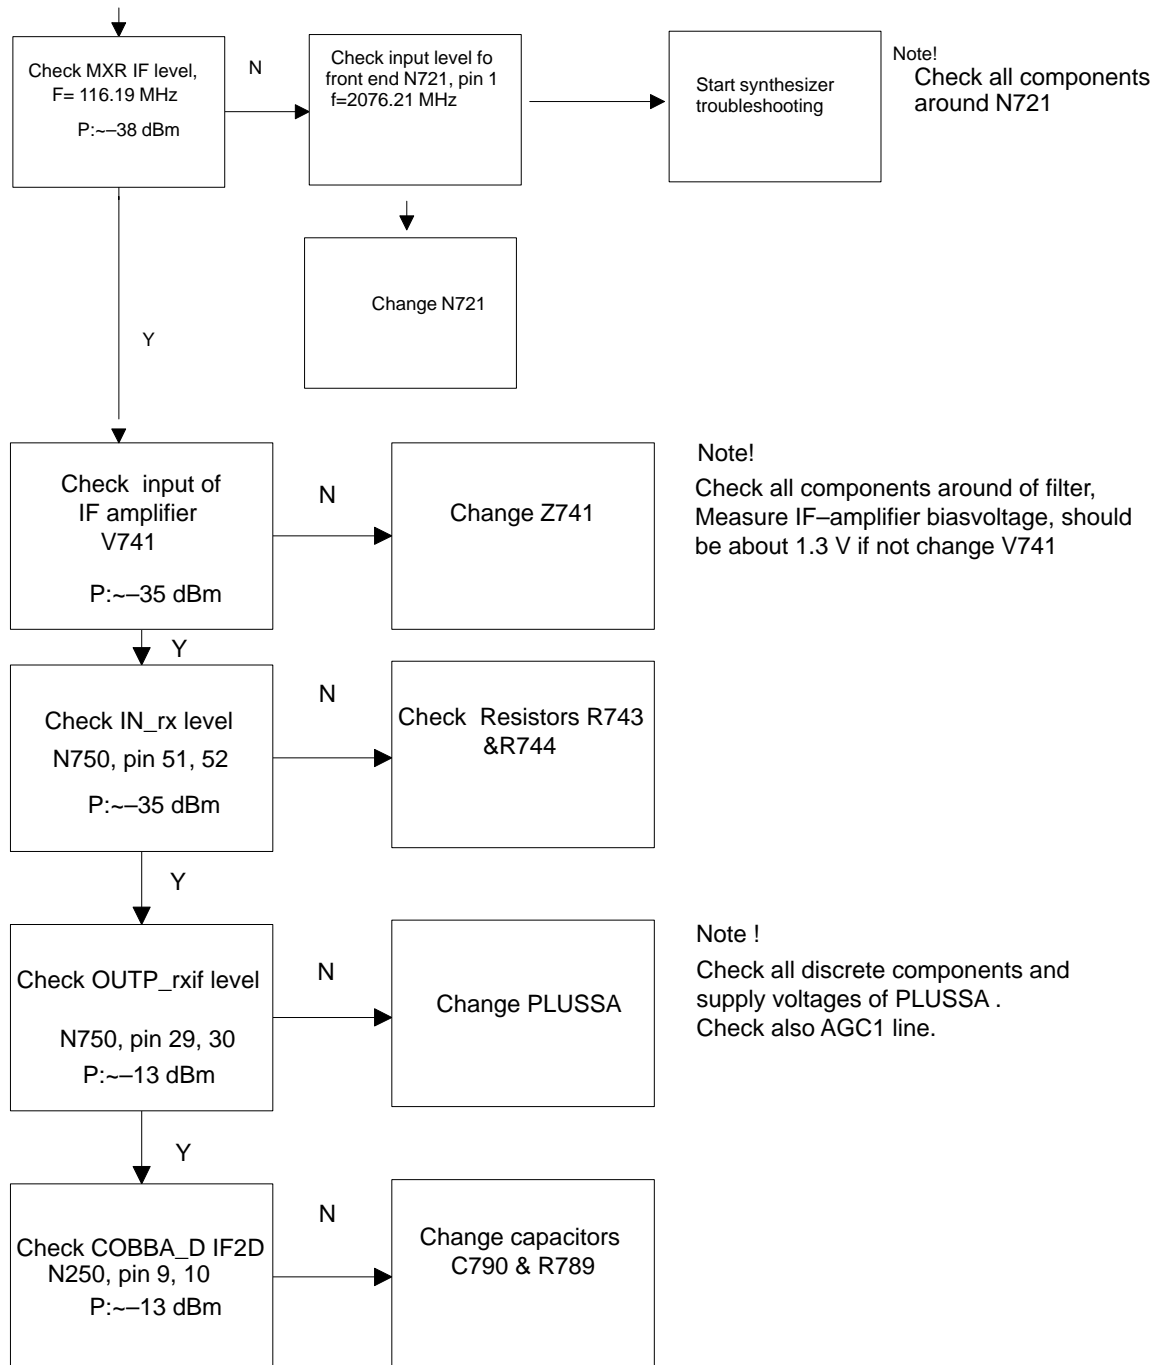 Check MXR IF level,
F= 116.19 MHz
P:~–38 dBm
N
Check input level fo
front end N721, pin 1
f=2076.21 MHz
Start synthesizer
troubleshooting
Note!
Check all components
around N721
Change N721
Y
Check input of
IF amplifier
V741
P:~–35 dBm
N
Change Z741
Note!
Check all components around of filter,
Measure IF–amplifier biasvoltage, should
be about 1.3 V if not change V741
Y
Check IN_rx level
N750, pin 51, 52
P:~–35 dBm
N
Check Resistors R743
&R744
Y
Check OUTP_rxif level
N750, pin 29, 30
P:~–13 dBm
N
Change PLUSSA
Note !
Check all discrete components and
supply voltages of PLUSSA .
Check also AGC1 line.
Y
Check COBBA_D IF2D
N250, pin 9, 10
P:~–13 dBm
N
Change capacitors
C790 & R789